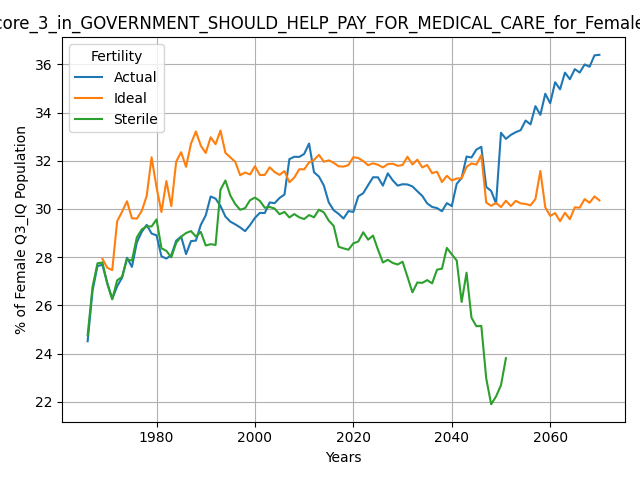 core_3_in_GOVERNMENT_SHOULD_HELP_PAY_FOR_MEDICAL_CARE_for_Female
Fertility
Actual
Ideal
Sterile
% of Female Q3_IQ Population
36
34
32
30
28
26
24
22
1980
2000
2020
2040
2060
Years